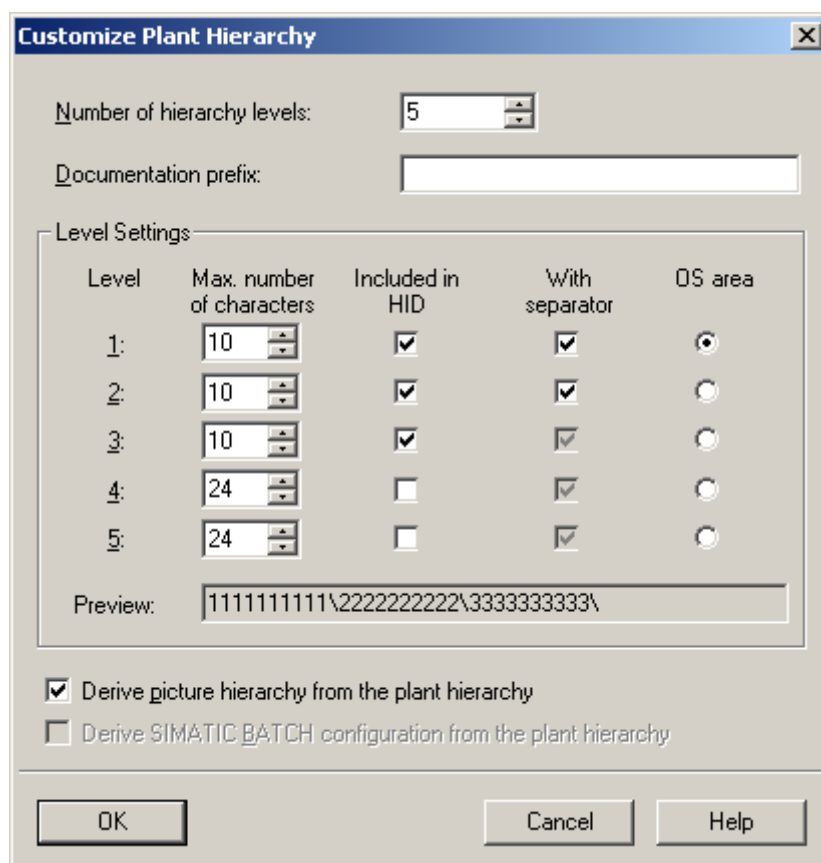 Customize Plant Hierarchy
Number of hierarchy levels: 5
Documentation prefix:
Level Settings
Level Max. number of characters Included in HID With separator OS area
1: 10
2: 10
3: 10
4: 24
5: 24
Preview: 1111111111\2222222222\3333333333\
Derive picture hierarchy from the plant hierarchy
Derive SIMATIC BATCH configuration from the plant hierarchy
OK Cancel Help